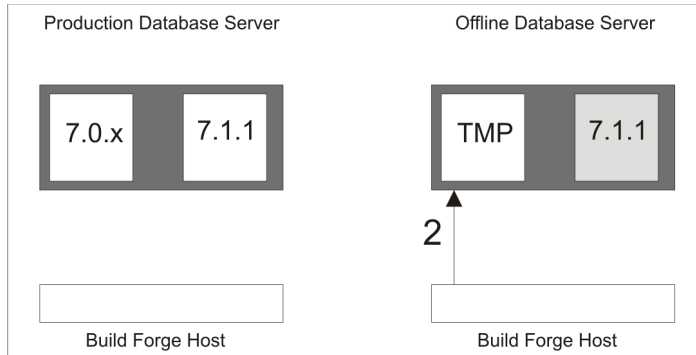 Production Database Server
Offline Database Server
7.0.x
7.1.1
TMP
7.1.1
2
Build Forge Host
Build Forge Host